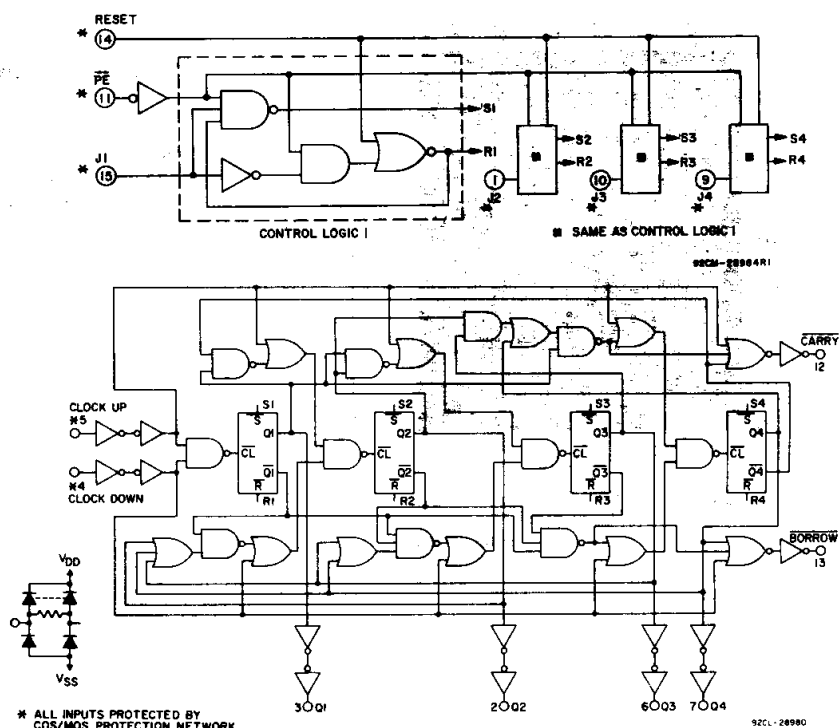 RESET
* 14
PE
* 11
J1
* 15
S1
R1
CONTROL LOGIC 1
S2
R2
1
*J2
S3
R3
10
*J3
S4
R4
9
*J4
■ SAME AS CONTROL LOGIC 1
92CM-28984R1
CARRY
12
CLOCK UP
*5
*4
CLOCK DOWN
S1
S
Q1
CL
Q1
R
R1
S2
S
Q2
CL
Q2
R
R2
S3
S
Q3
CL
Q3
R
R3
S4
S
Q4
CL
Q4
R
R4
BORROW
13
VDD
VSS
3 Q1
2 Q2
6 Q3
7 Q4
* ALL INPUTS PROTECTED BY
COS/MOS PROTECTION NETWORK
92CL-28980